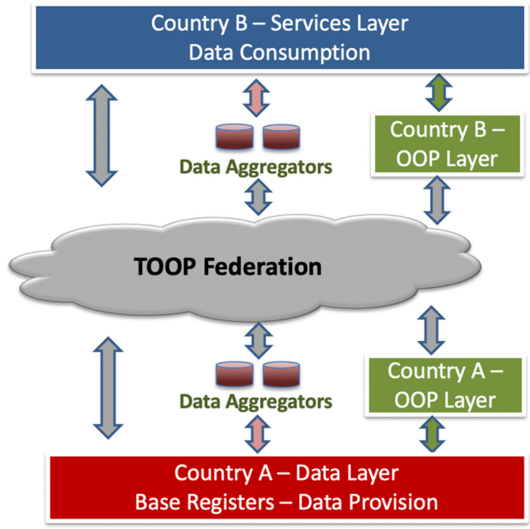 Country B – Services Layer
Data Consumption
Data Aggregators
Country B –
OOP Layer
TOOP Federation
Data Aggregators
Country A –
OOP Layer
Country A – Data Layer
Base Registers – Data Provision